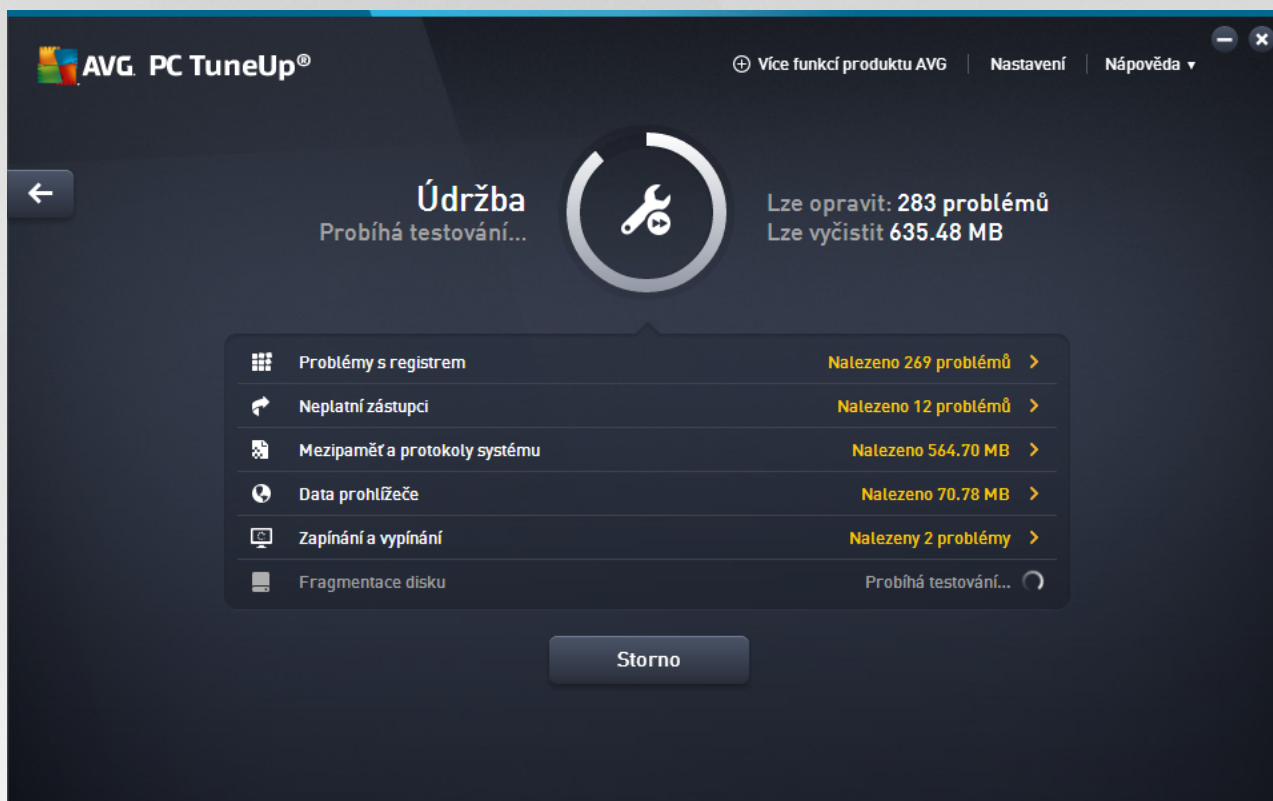 AVG. PC TuneUp®
Více funkcí produktu AVG
Nastavení
Nápověda
Údržba
Probíhá testování...
Lze opravit: 283 problémů
Lze vyčistit 635.48 MB
Problémy s registrem
Nalezeno 269 problémů
Neplatní zástupci
Nalezeno 12 problémů
Mezipaměť a protokoly systému
Nalezeno 564.70 MB
Data prohlížeče
Nalezeno 70.78 MB
Zapínání a vypínání
Nalezeny 2 problémy
Fragmentace disku
Probíhá testování...
Storno